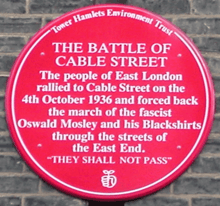 Tower Hamlets Environment Trust
THE BATTLE OF
CABLE STREET
The people of East London
rallied to Cable Street on the
4th October 1936 and forced back
the march of the fascist
Oswald Mosley and his Blackshirts
through the streets of
the East End.
"THEY SHALL NOT PASS"